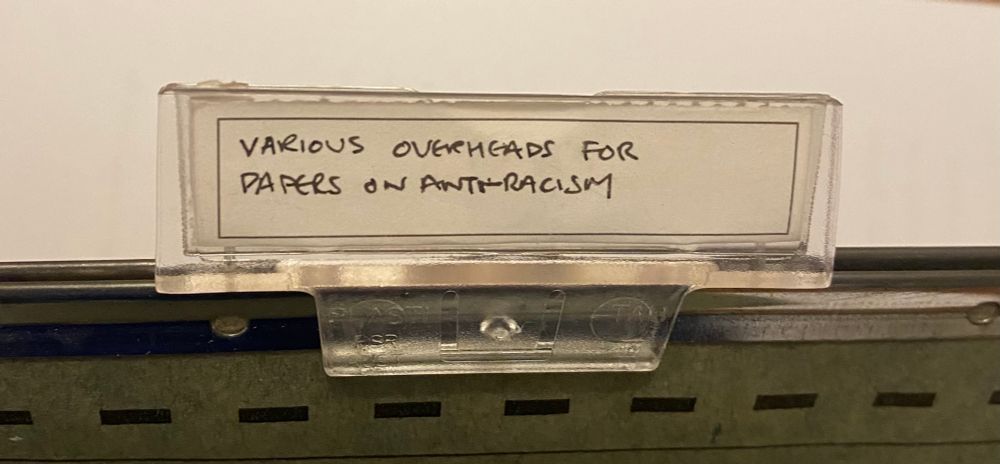 VARIOUS OVERHEADS FOR
PAPERS ON ANTI-RACISM